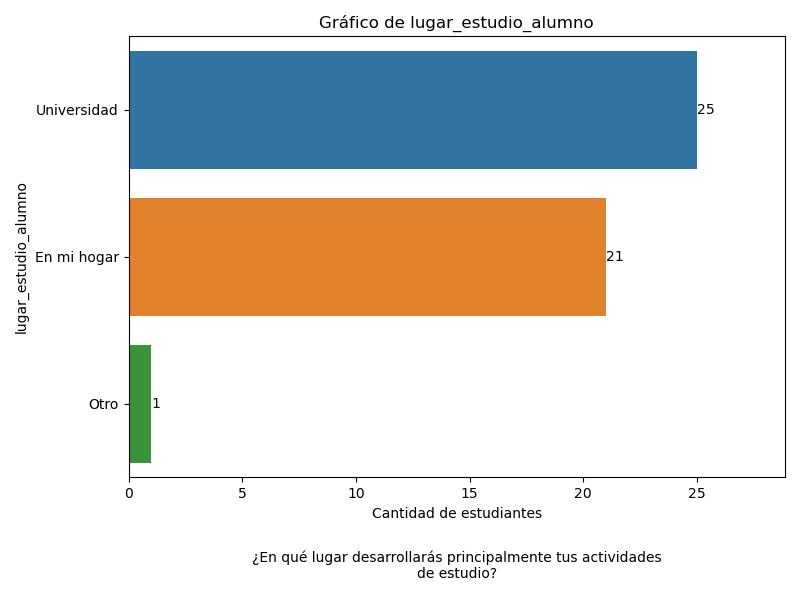 Gráfico de lugar_estudio_alumno
lugar_estudio_alumno
Universidad
25
En mi hogar
21
Otro
1
0 5 10 15 20 25
Cantidad de estudiantes
¿En qué lugar desarrollarás principalmente tus actividades
de estudio?